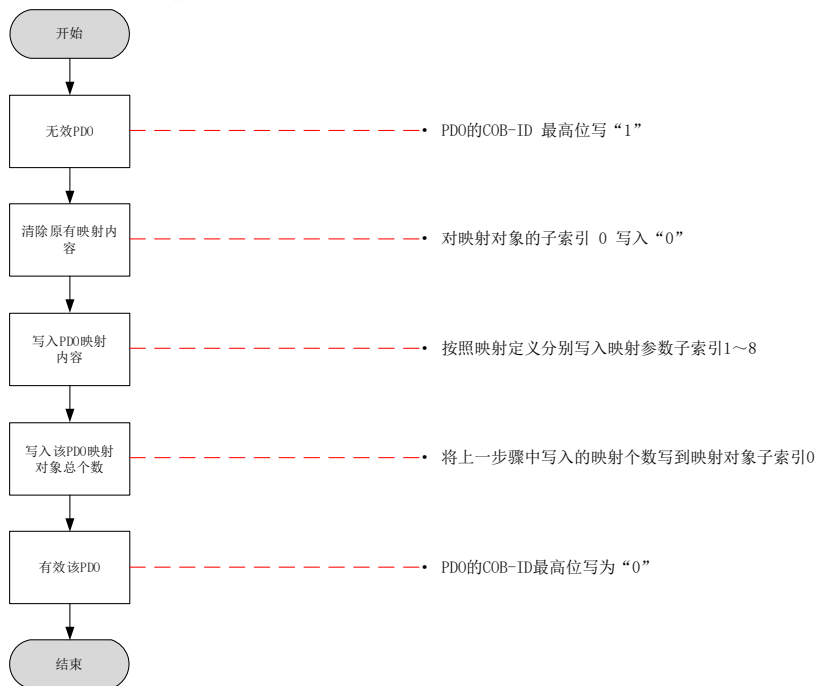 开始
无效PDO
• PDO的COB-ID 最高位写“1”
清除原有映射内
容
• 对映射对象的子索引 0 写入“0”
写入PDO映射
内容
• 按照映射定义分别写入映射参数子索引1～8
写入该PDO映射
对象总个数
• 将上一步骤中写入的映射个数写到映射对象子索引0
有效该PDO
• PDO的COB-ID最高位写为“0”
结束